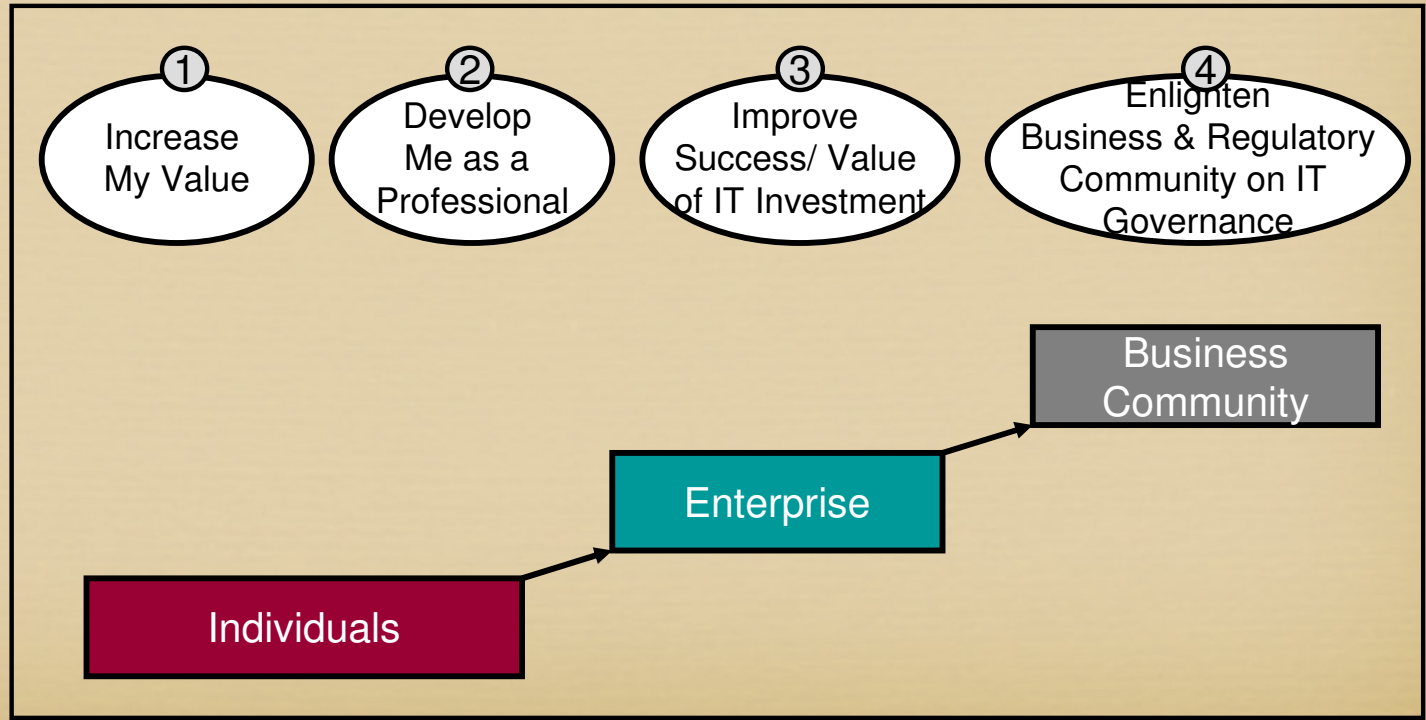 1
Increase
My Value
2
Develop
Me as a
Professional
3
Improve
Success/ Value
of IT Investment
4
Enlighten
Business & Regulatory
Community on IT
Governance
Business
Community
Enterprise
Individuals